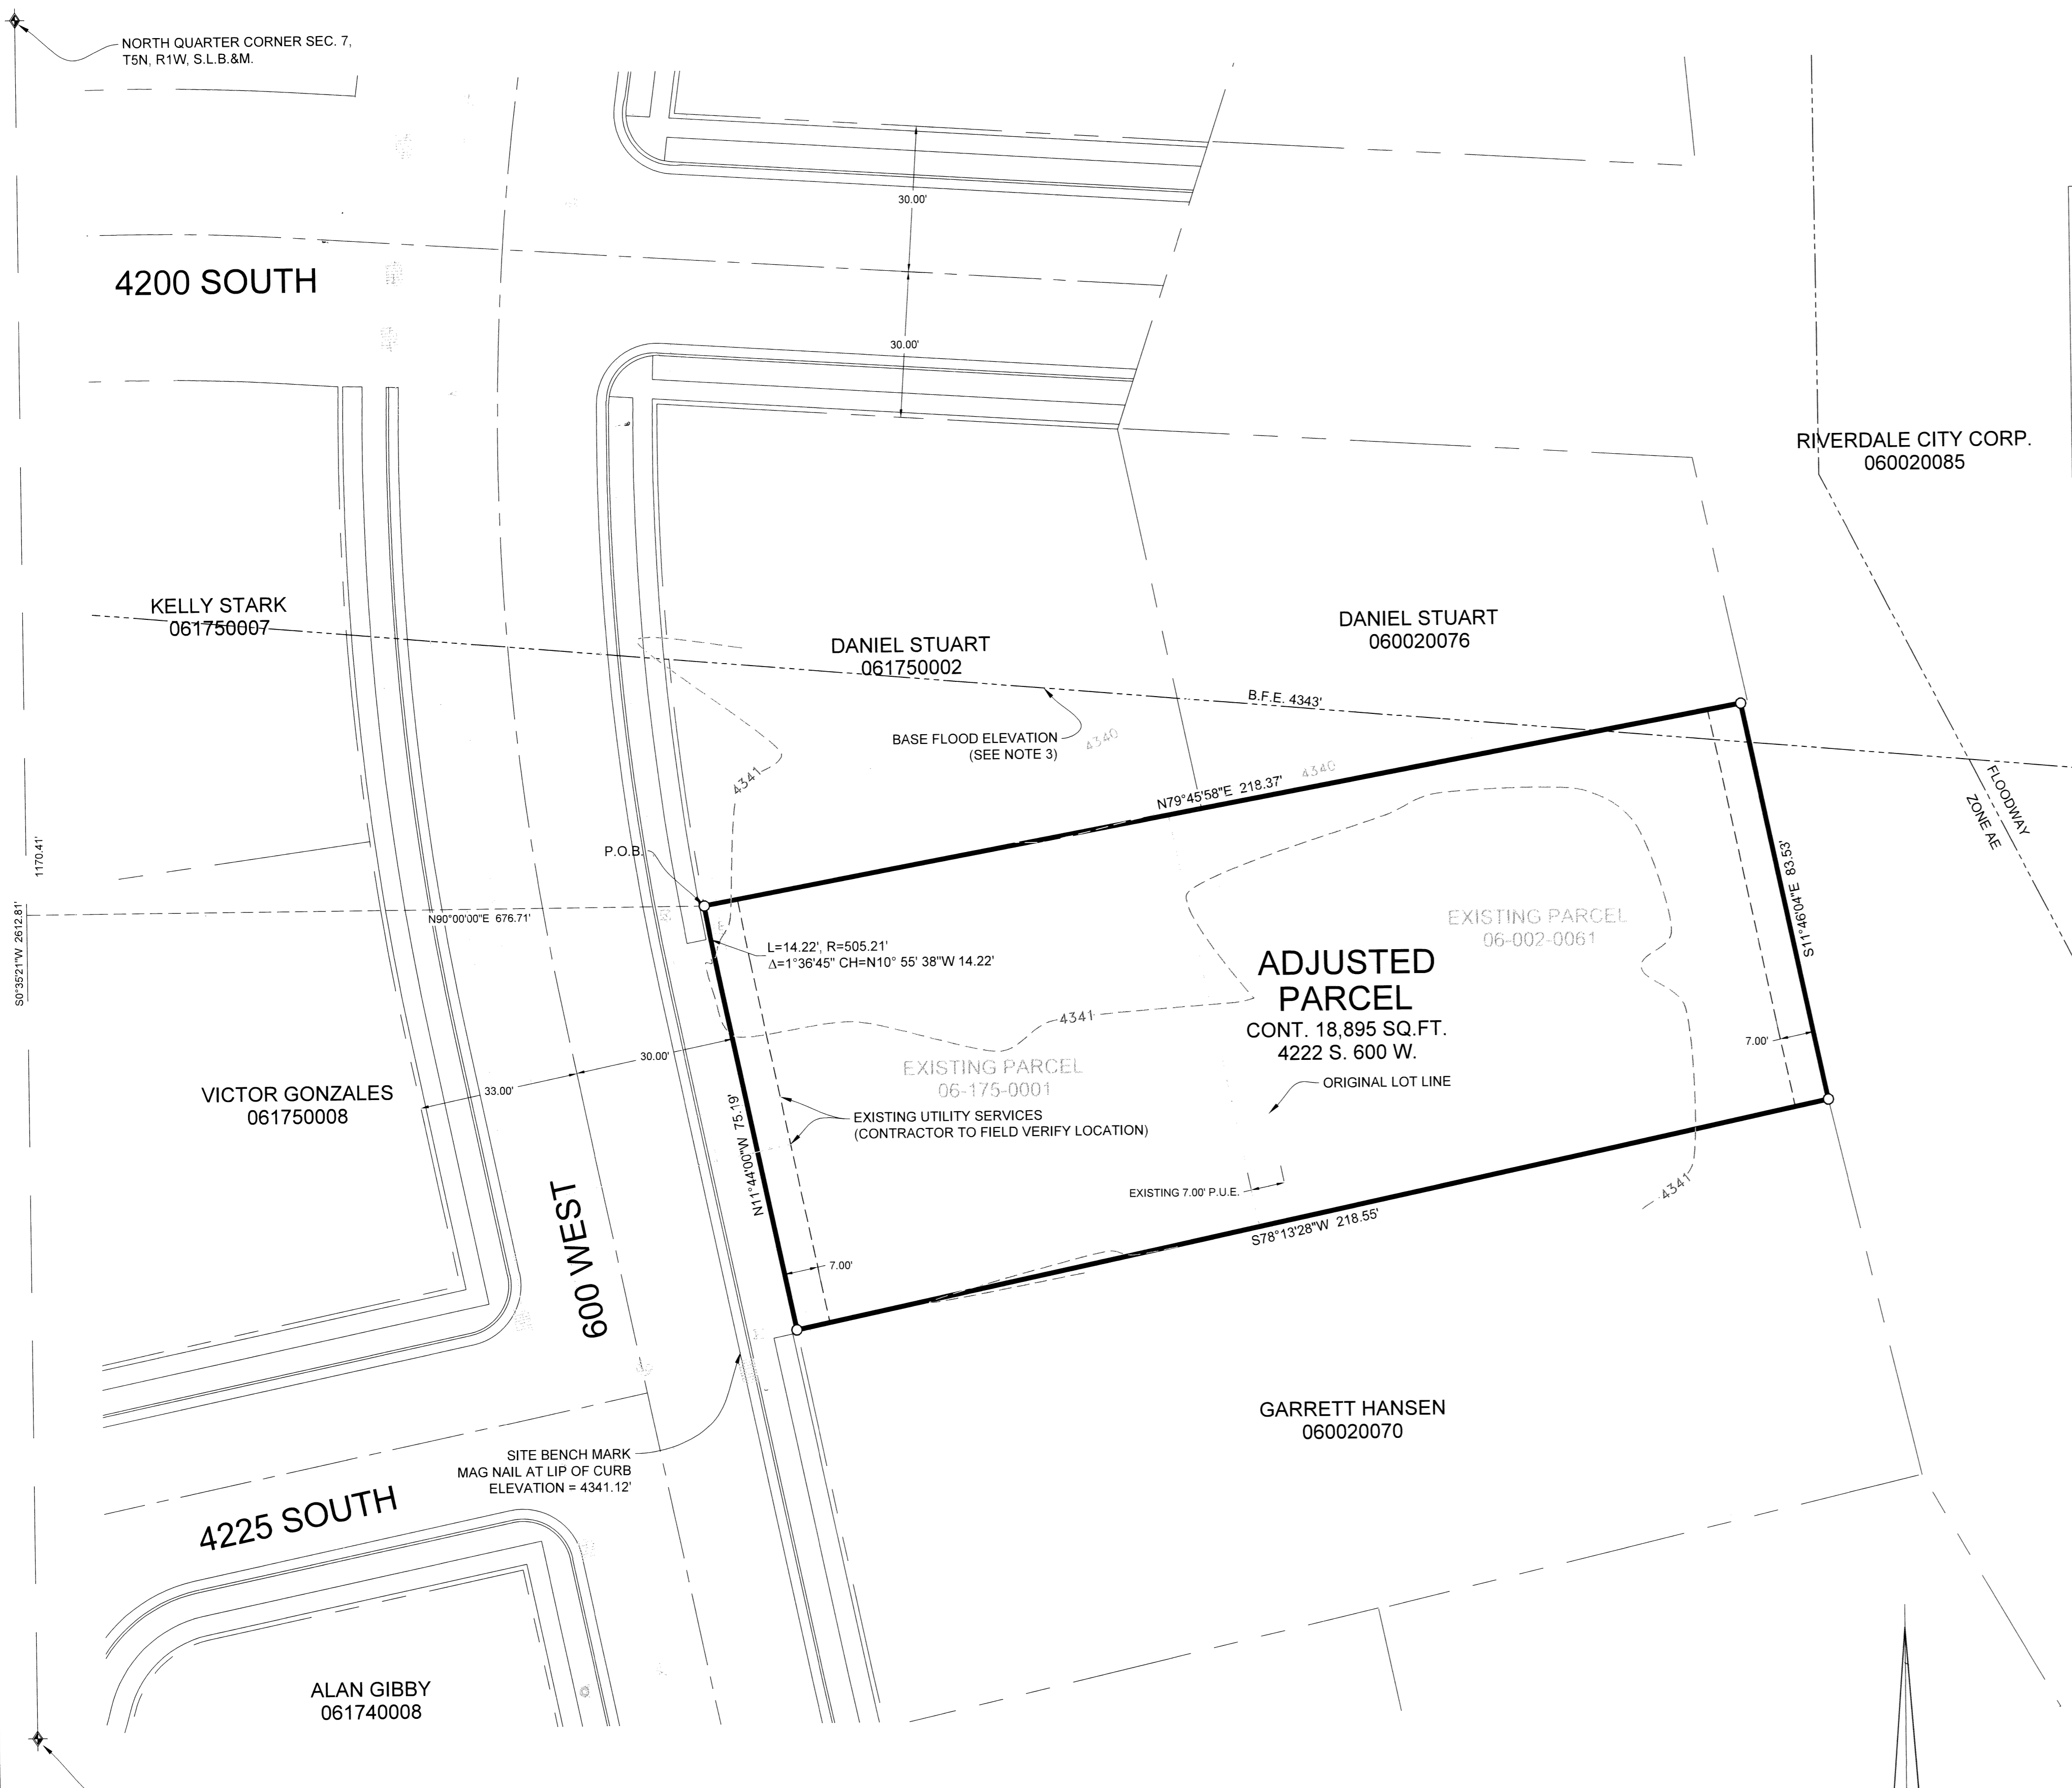 NORTH QUARTER CORNER SEC. 7,
T5N, R1W, S.L.B.&M.
30.00'
4200 SOUTH
30.00'
RIVERDALE CITY CORP.
060020085
KELLY STARK
061750007
DANIEL STUART
061750002
DANIEL STUART
060020076
B.F.E. 4343'
BASE FLOOD ELEVATION
(SEE NOTE 3)
4340
4341
N79°45'58"E 218.37'
4340
FLOODWAY
ZONE AE
P.O.B.
1170.41'
S0°35'21"W 2612.81'
N90°00'00"E 676.71'
L=14.22', R=505.21'
Δ=1°36'45" CH=N10° 55' 38"W 14.22'
EXISTING PARCEL
06-002-0061
S11°46'04"E 83.53'
ADJUSTED
PARCEL
CONT. 18,895 SQ.FT.
4222 S. 600 W.
4341
7.00'
30.00'
33.00'
EXISTING PARCEL
06-175-0001
ORIGINAL LOT LINE
VICTOR GONZALES
061750008
EXISTING UTILITY SERVICES
(CONTRACTOR TO FIELD VERIFY LOCATION)
N11°44'00"W 75.19'
EXISTING 7.00' P.U.E.
4341
S78°13'28"W 218.55'
600 WEST
7.00'
GARRETT HANSEN
060020070
SITE BENCH MARK
MAG NAIL AT LIP OF CURB
ELEVATION = 4341.12'
4225 SOUTH
ALAN GIBBY
061740008